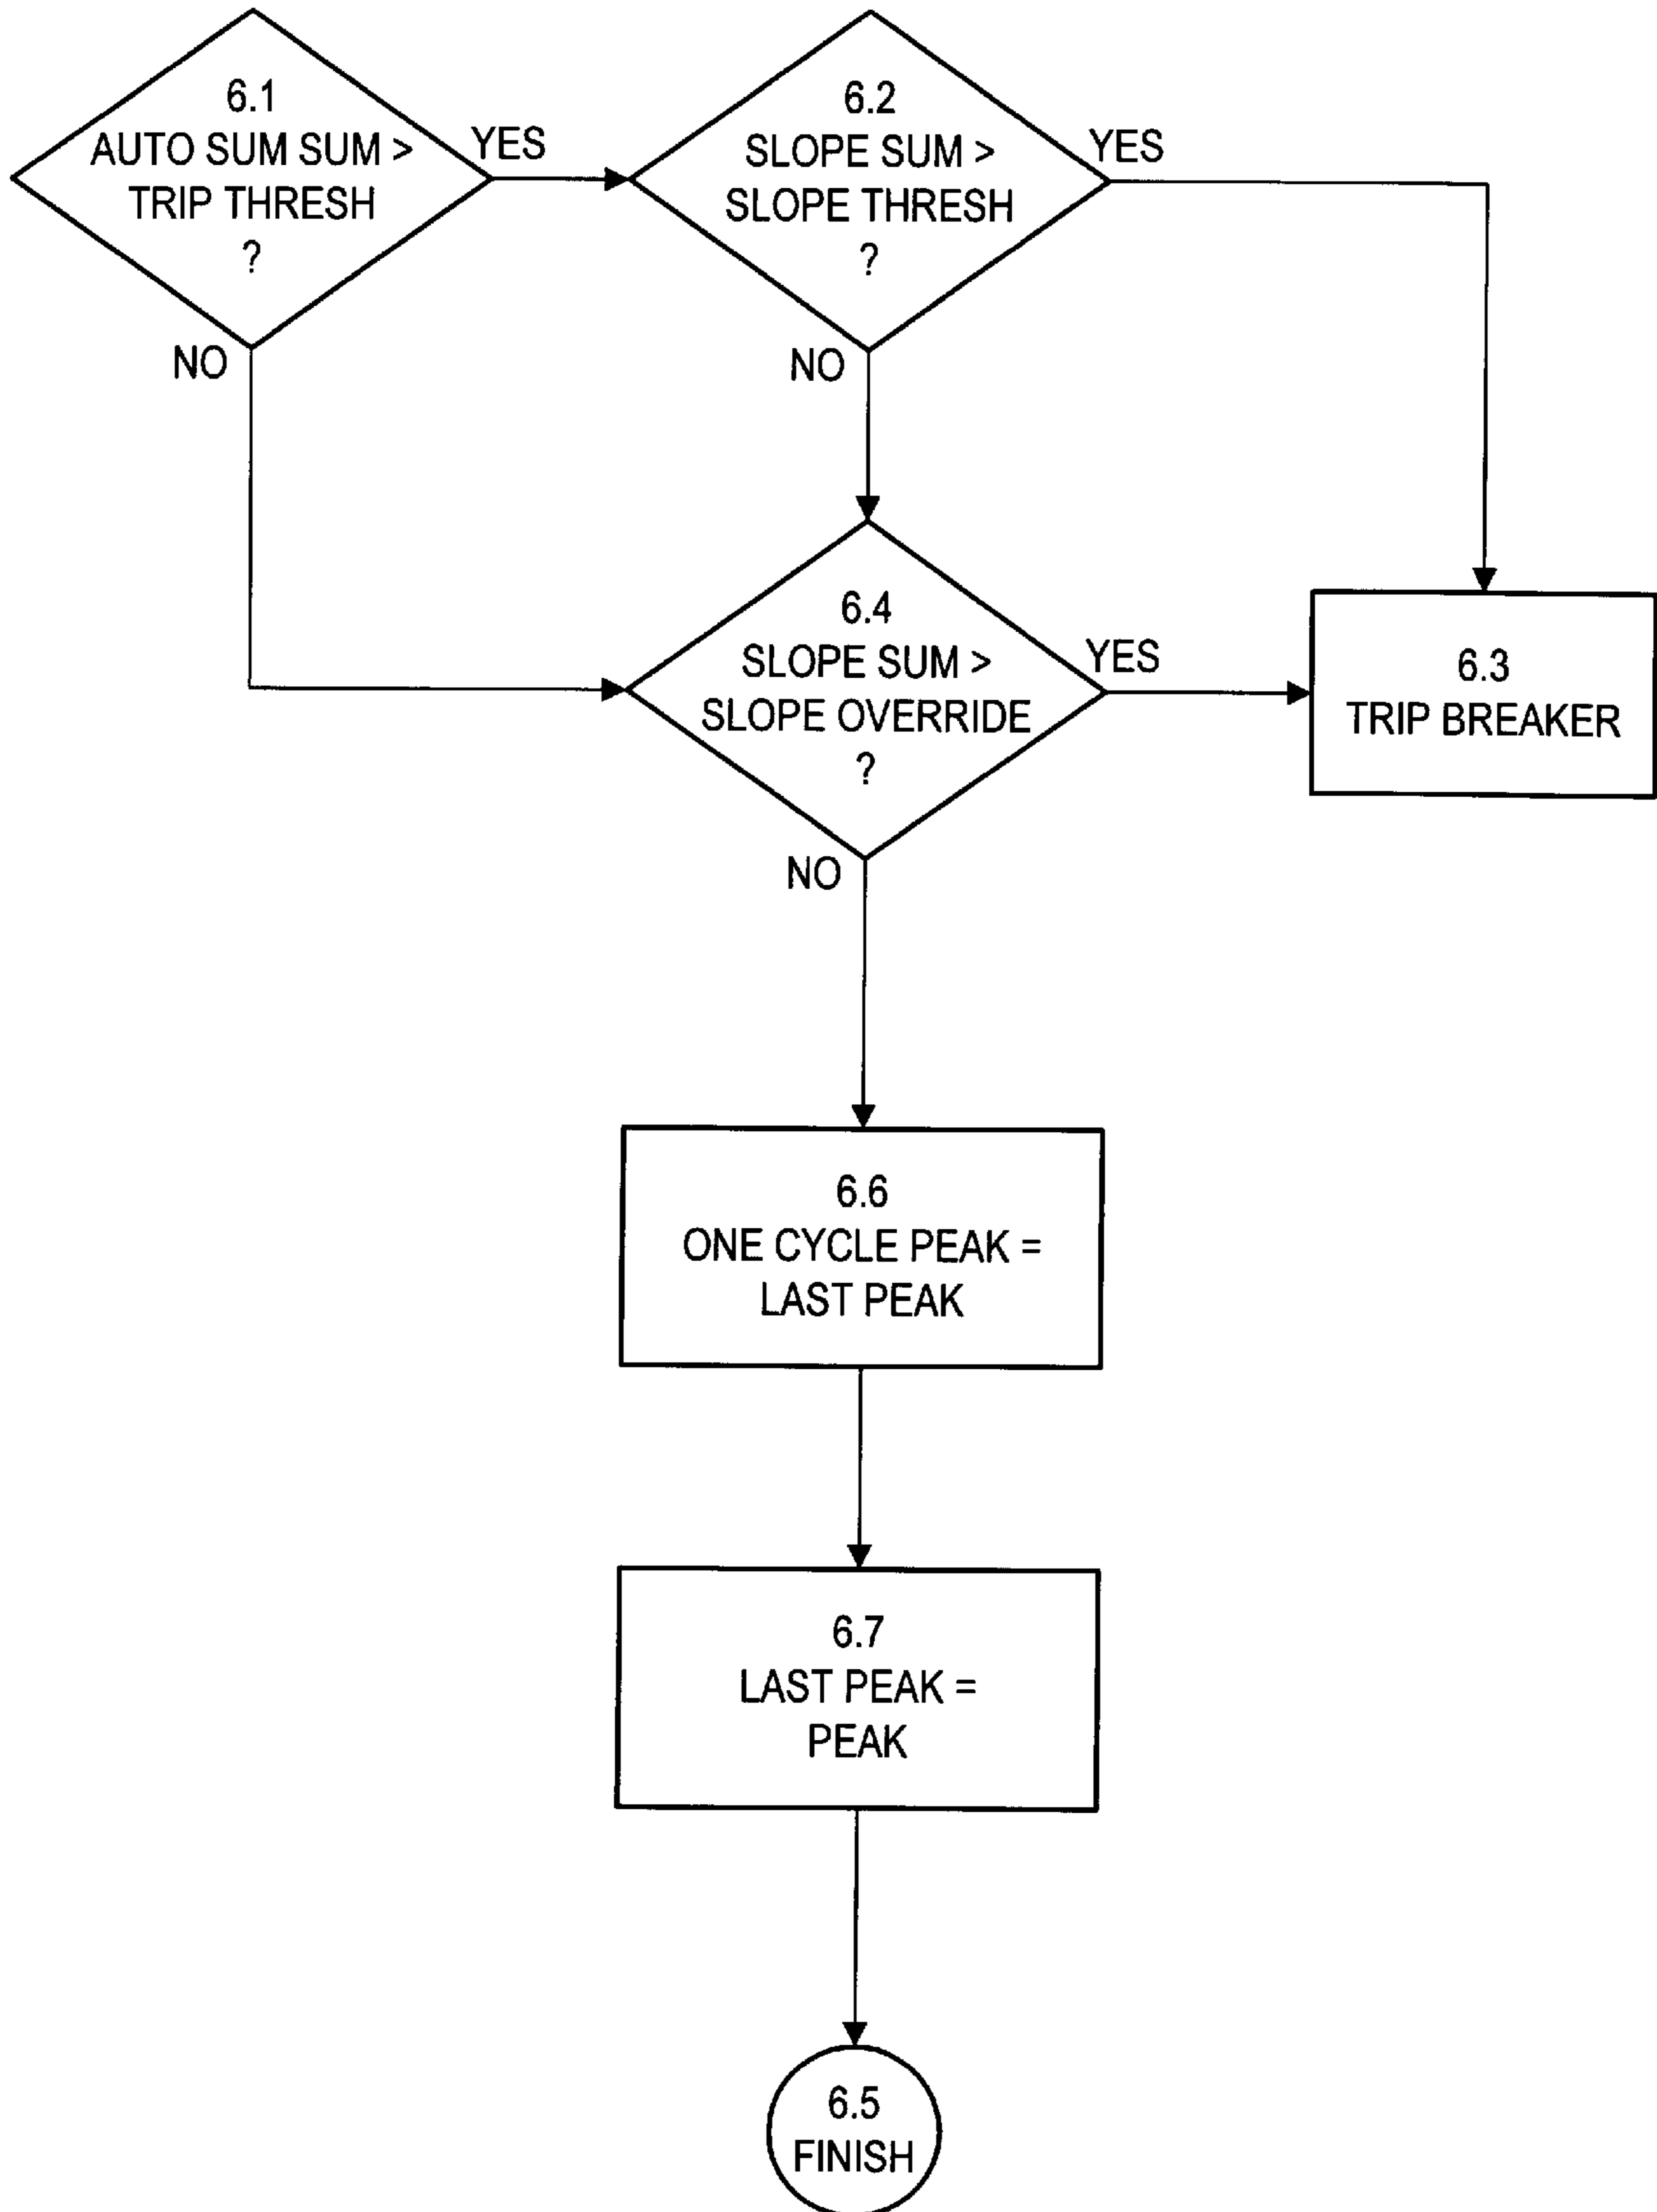 6.1
AUTO SUM SUM >
TRIP THRESH
?
YES
NO
6.2
SLOPE SUM >
SLOPE THRESH
?
YES
NO
6.4
SLOPE SUM >
SLOPE OVERRIDE
?
YES
NO
6.3
TRIP BREAKER
6.6
ONE CYCLE PEAK =
LAST PEAK
6.7
LAST PEAK =
PEAK
6.5
FINISH